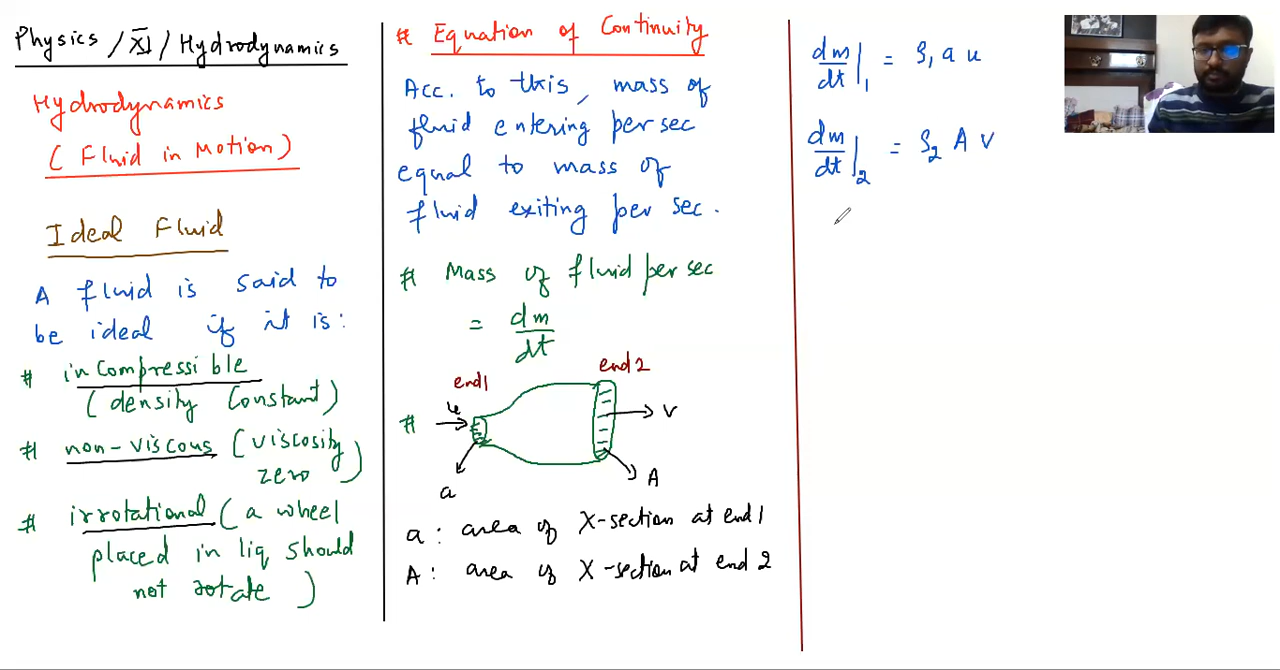 Physics / XI / Hydrodynamics
Hydrodynamics
( Fluid in Motion )
Ideal Fluid
A fluid is said to
be ideal if it is :
# incompressible
( density constant )
# non-viscous ( viscosity
zero )
# irrotational ( a wheel
placed in liq should
not rotate )
# Equation of Continuity
Acc. to this, mass of
fluid entering per sec
equal to mass of
fluid exiting per sec.
# Mass of fluid per sec
= dm/dt
end 1
end 2
#
u
v
a
A
a : area of X-section at end 1
A : area of X-section at end 2
dm/dt |₁ = ρ₁ a u
dm/dt |₂ = ρ₂ A v